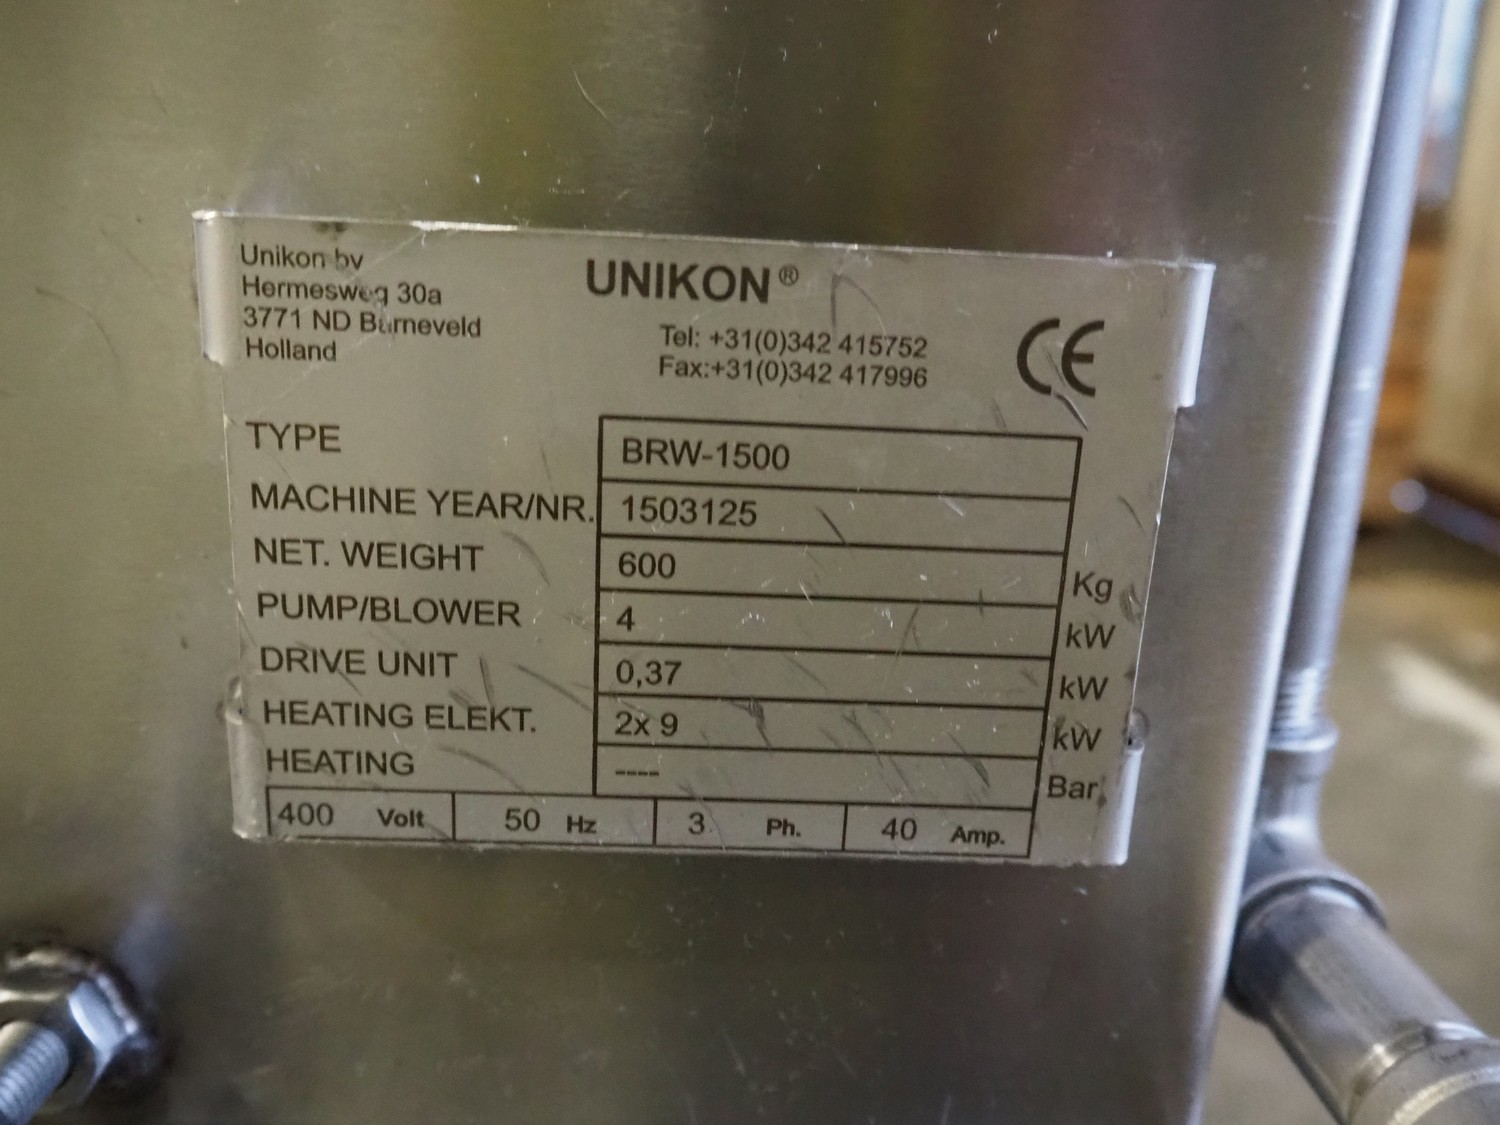 Unikon bv
Hermesweg 30a
3771 ND Barneveld
Holland
UNIKON®
Tel: +31(0)342 415752
Fax:+31(0)342 417996
CE
TYPE BRW-1500
MACHINE YEAR/NR. 1503125
NET. WEIGHT 600 Kg
PUMP/BLOWER 4 kW
DRIVE UNIT 0,37 kW
HEATING ELEKT. 2x 9 kW
HEATING ---- Bar
400 Volt 50 Hz 3 Ph. 40 Amp.